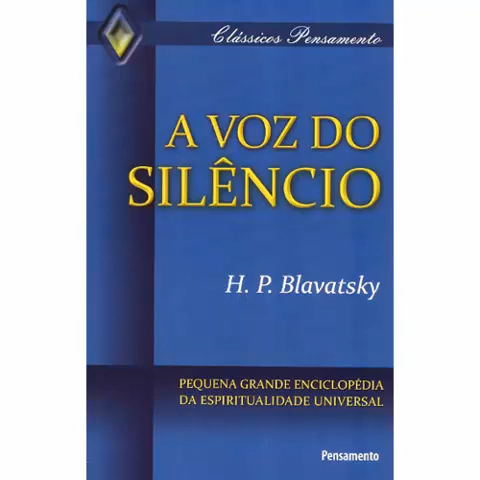 Clássicos Pensamento
A VOZ DO
SILÊNCIO
H. P. Blavatsky
PEQUENA GRANDE ENCICLOPÉDIA
DA ESPIRITUALIDADE UNIVERSAL
Pensamento